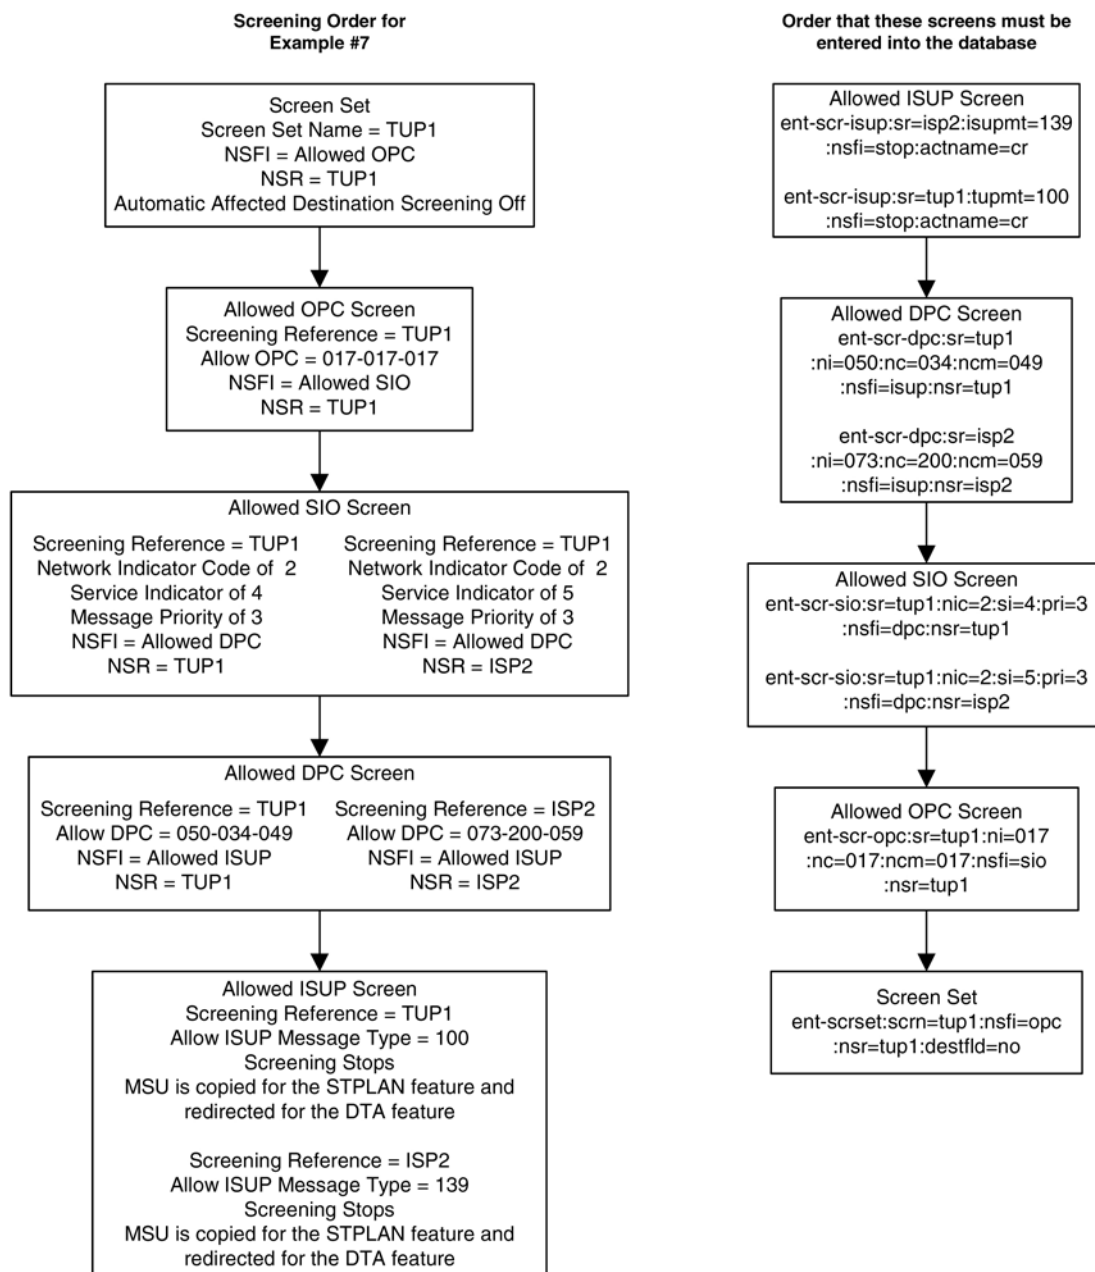 Screening Order for
Example #7
Screen Set
Screen Set Name = TUP1
NSFI = Allowed OPC
NSR = TUP1
Automatic Affected Destination Screening Off
Allowed OPC Screen
Screening Reference = TUP1
Allow OPC = 017-017-017
NSFI = Allowed SIO
NSR = TUP1
Allowed SIO Screen
Screening Reference = TUP1
Network Indicator Code of 2
Service Indicator of 4
Message Priority of 3
NSFI = Allowed DPC
NSR = TUP1
Screening Reference = TUP1
Network Indicator Code of 2
Service Indicator of 5
Message Priority of 3
NSFI = Allowed DPC
NSR = ISP2
Allowed DPC Screen
Screening Reference = TUP1
Allow DPC = 050-034-049
NSFI = Allowed ISUP
NSR = TUP1
Screening Reference = ISP2
Allow DPC = 073-200-059
NSFI = Allowed ISUP
NSR = ISP2
Allowed ISUP Screen
Screening Reference = TUP1
Allow ISUP Message Type = 100
Screening Stops
MSU is copied for the STPLAN feature and
redirected for the DTA feature
Screening Reference = ISP2
Allow ISUP Message Type = 139
Screening Stops
MSU is copied for the STPLAN feature and
redirected for the DTA feature
Order that these screens must be
entered into the database
Allowed ISUP Screen
ent-scr-isup:sr=isp2:isupmt=139
:nsfi=stop:actname=cr
ent-scr-isup:sr=tup1:tupmt=100
:nsfi=stop:actname=cr
Allowed DPC Screen
ent-scr-dpc:sr=tup1
:ni=050:nc=034:ncm=049
:nsfi=isup:nsr=tup1
ent-scr-dpc:sr=isp2
:ni=073:nc=200:ncm=059
:nsfi=isup:nsr=isp2
Allowed SIO Screen
ent-scr-sio:sr=tup1:nic=2:si=4:pri=3
:nsfi=dpc:nsr=tup1
ent-scr-sio:sr=tup1:nic=2:si=5:pri=3
:nsfi=dpc:nsr=isp2
Allowed OPC Screen
ent-scr-opc:sr=tup1:ni=017
:nc=017:ncm=017:nsfi=sio
:nsr=tup1
Screen Set
ent-scrset:scrn=tup1:nsfi=opc
:nsr=tup1:destfld=no